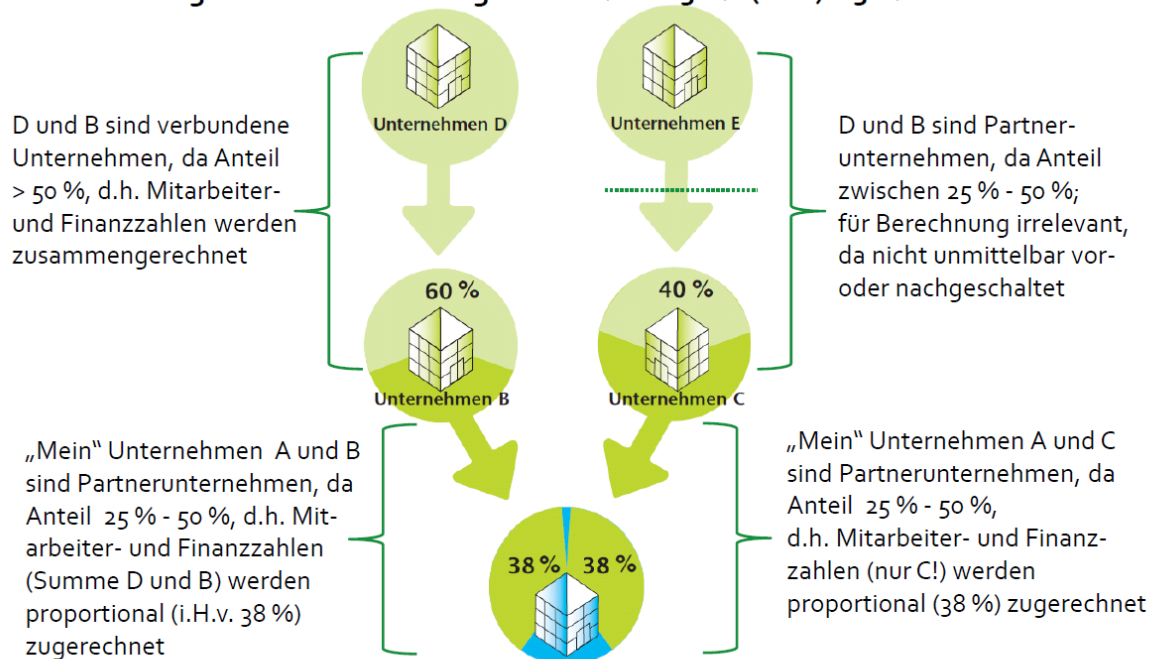 Unternehmen D
Unternehmen E
D und B sind verbundene
Unternehmen, da Anteil
> 50 %, d.h. Mitarbeiter-
und Finanzzahlen werden
zusammengerechnet
D und B sind Partner-
unternehmen, da Anteil
zwischen 25 % - 50 %;
für Berechnung irrelevant,
da nicht unmittelbar vor-
oder nachgeschaltet
60 %
40 %
Unternehmen B
Unternehmen C
„Mein“ Unternehmen A und B
sind Partnerunternehmen, da
Anteil 25 % - 50 %, d.h. Mit-
arbeiter- und Finanzzahlen
(Summe D und B) werden
proportional (i.H.v. 38 %)
zugerechnet
„Mein“ Unternehmen A und C
sind Partnerunternehmen, da
Anteil 25 % - 50 %,
d.h. Mitarbeiter- und Finanz-
zahlen (nur C!) werden
proportional (38 %) zugerechnet
38 %
38 %